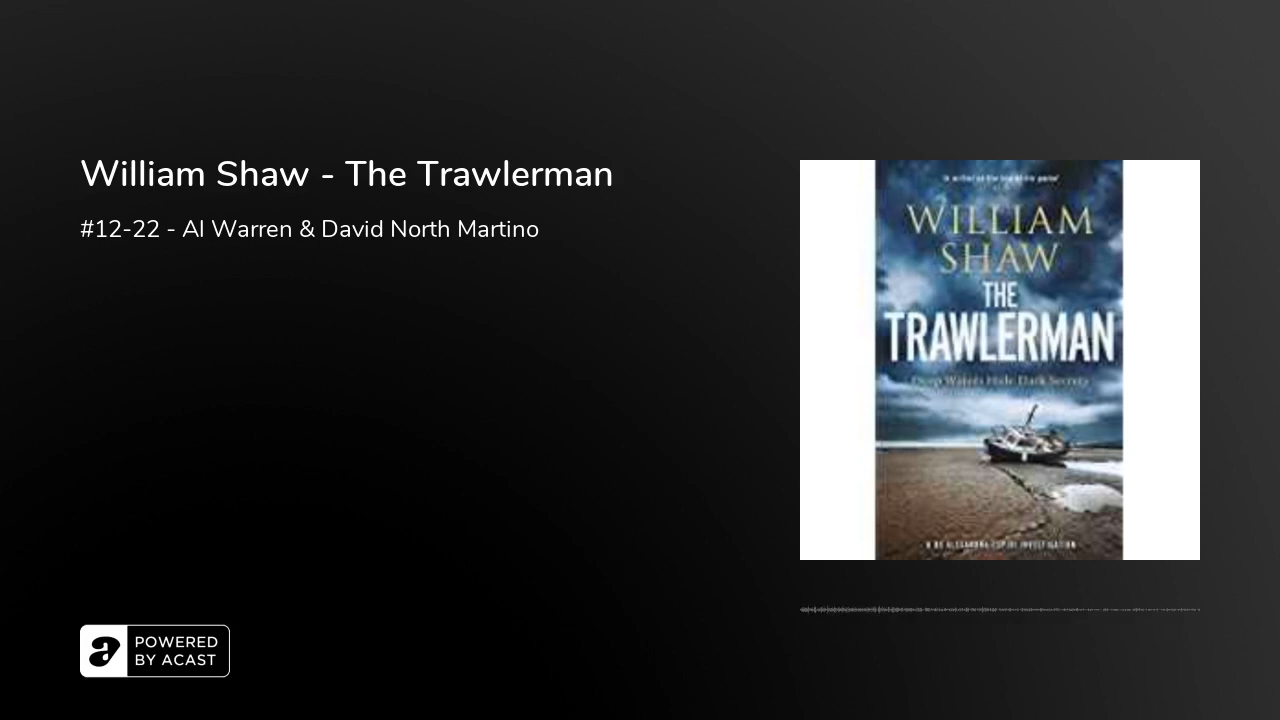 William Shaw - The Trawlerman
#12-22 - Al Warren & David North Martino
WILLIAM
SHAW
THE
TRAWLERMAN
Deep Waters Hide Dark Secrets
POWERED
BY ACAST